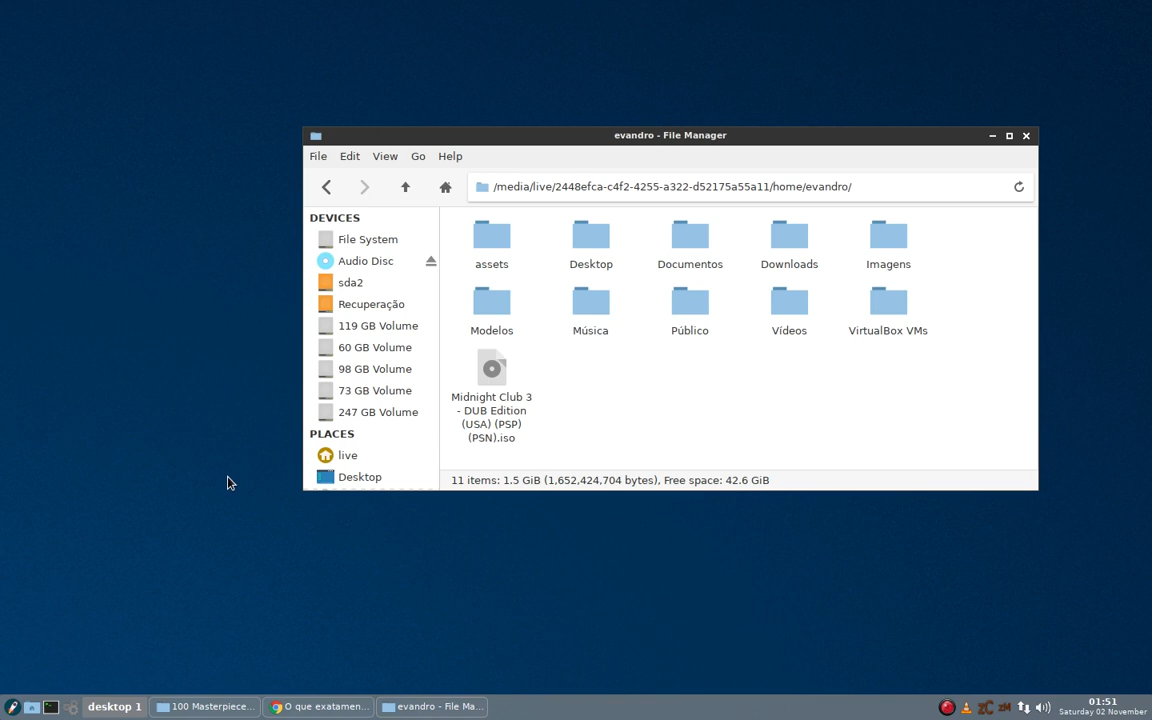 evandro - File Manager
File Edit View Go Help
/media/live/2448efca-c4f2-4255-a322-d52175a55a11/home/evandro/
DEVICES
File System
Audio Disc
sda2
Recuperação
119 GB Volume
60 GB Volume
98 GB Volume
73 GB Volume
247 GB Volume
PLACES
live
Desktop
assets Desktop Documentos Downloads Imagens
Modelos Música Público Vídeos VirtualBox VMs
Midnight Club 3
- DUB Edition
(USA) (PSP)
(PSN).iso
11 items: 1.5 GiB (1,652,424,704 bytes), Free space: 42.6 GiB
desktop 1 100 Masterpiece... O que exatamen... evandro - File Ma...
zC zM
01:51
Saturday 02 November